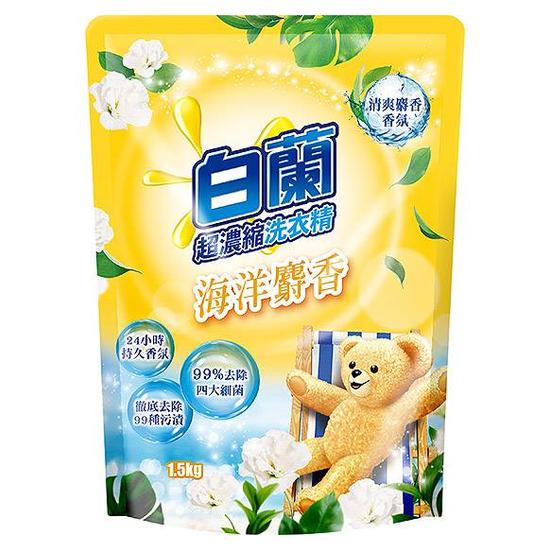 清爽麝香
香氛
白蘭
超濃縮洗衣精
海洋麝香
24小時
持久香氛
99%去除
四大細菌
徹底去除
99種污漬
1.5kg